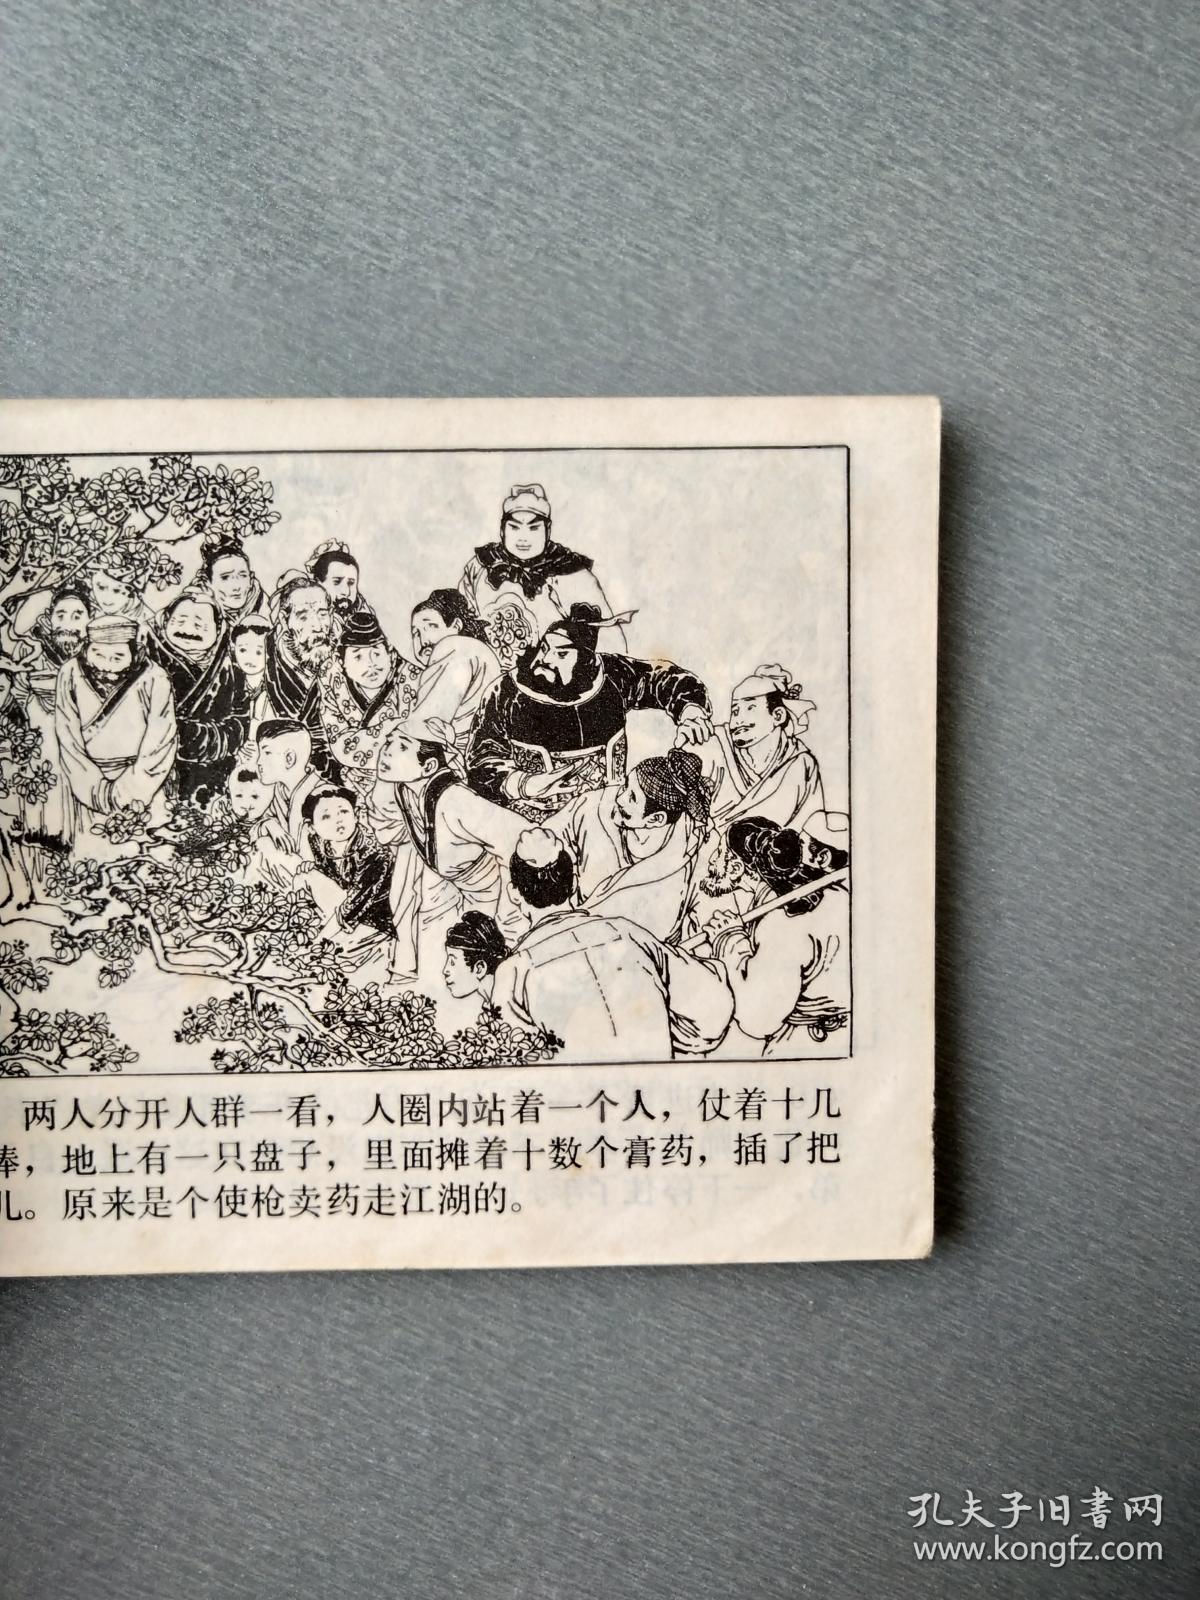 两人分开人群一看，人圈内站着一个人，仗着十几
棒，地上有一只盘子，里面摊着十数个膏药，插了把
儿。原来是个使枪卖药走江湖的。
孔夫子旧书网
www.kongfz.com